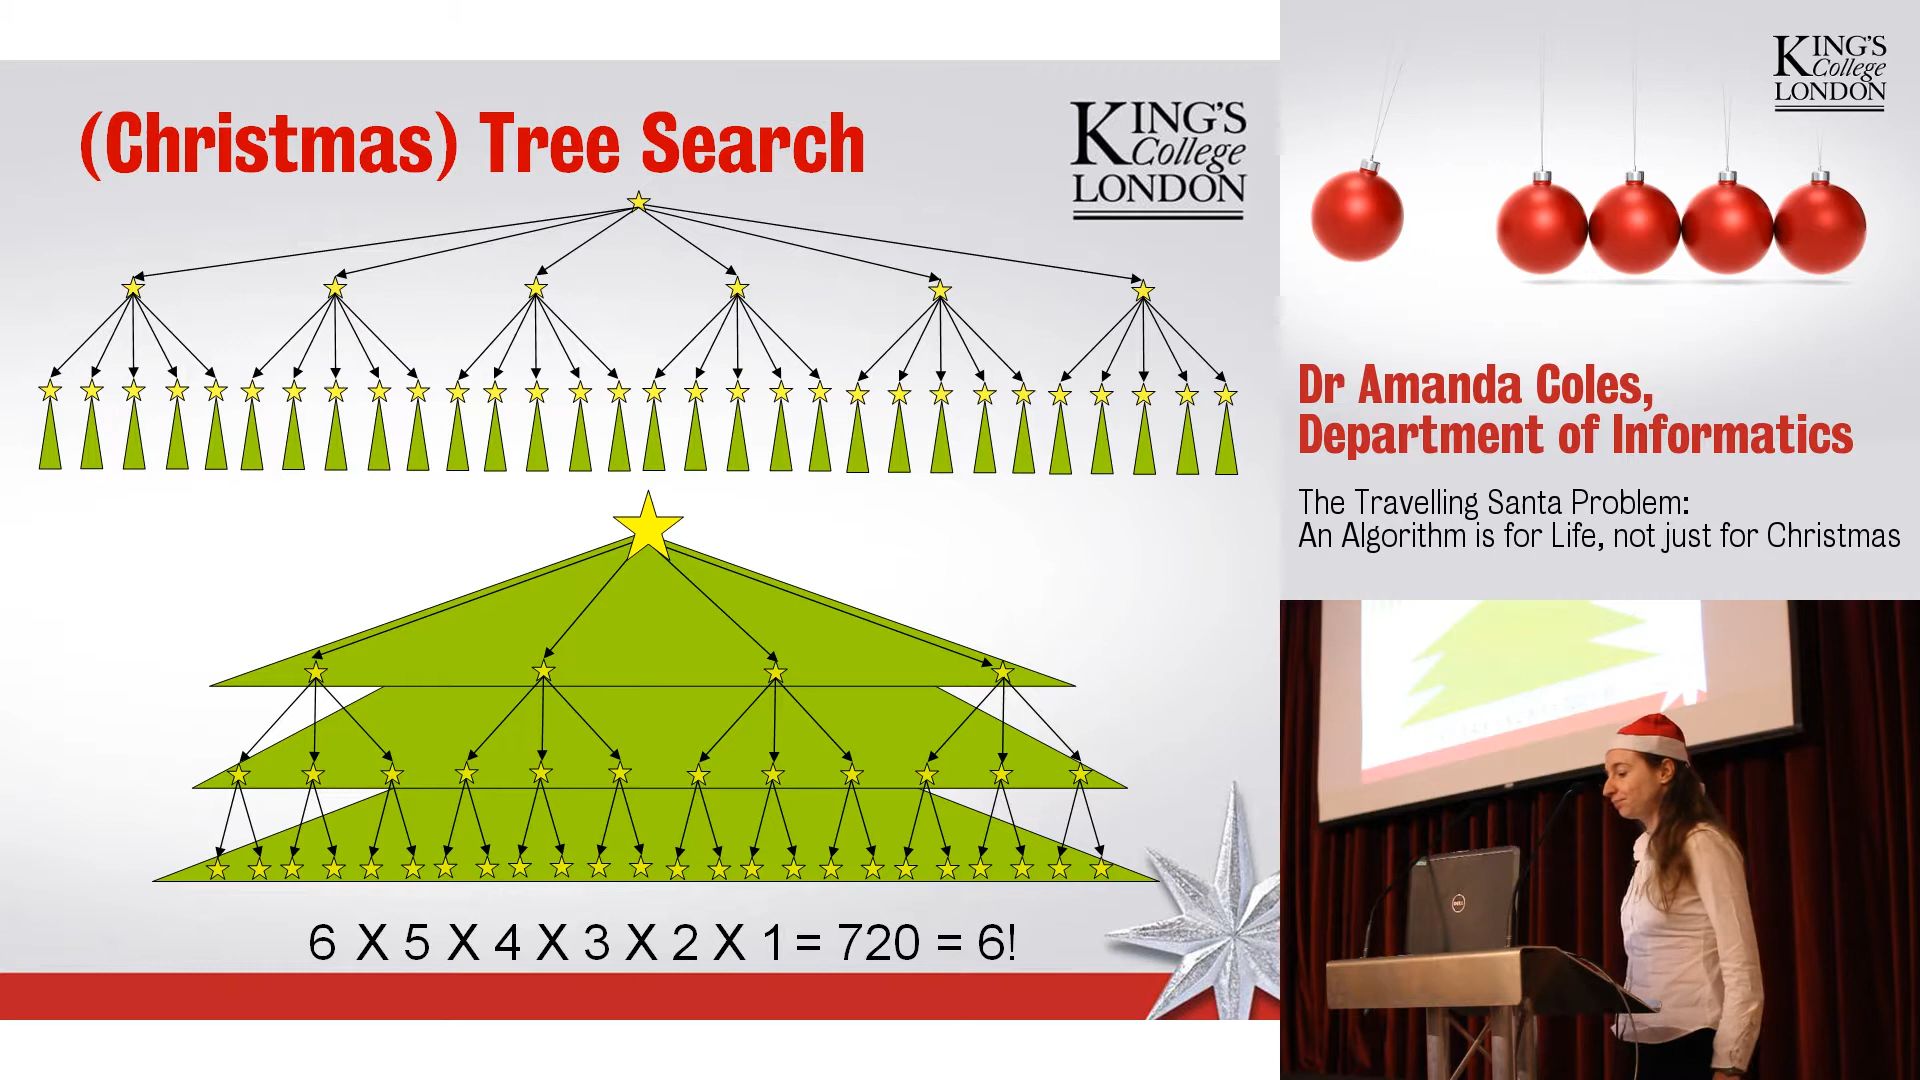 (Christmas) Tree Search
KING'S
College
LONDON
6 X 5 X 4 X 3 X 2 X 1 = 720 = 6!
KING'S
College
LONDON
Dr Amanda Coles,
Department of Informatics
The Travelling Santa Problem:
An Algorithm is for Life, not just for Christmas
DELL